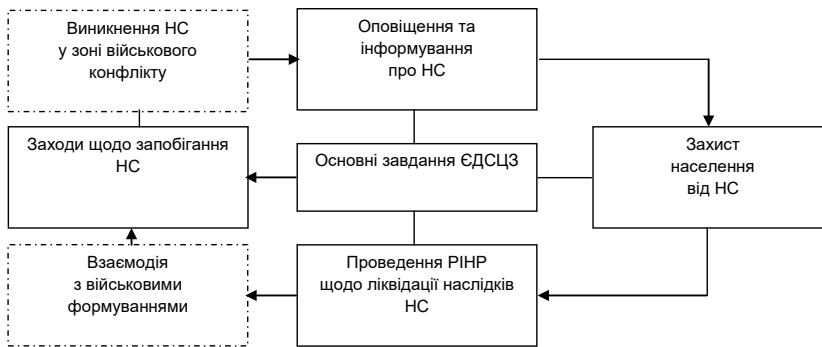 Виникнення НС
у зоні військового
конфлікту
Оповіщення та
інформування
про НС
Заходи щодо запобігання
НС
Основні завдання ЄДСЦЗ
Захист
населення
від НС
Взаємодія
з військовими
формуваннями
Проведення РІНР
щодо ліквідації наслідків
НС